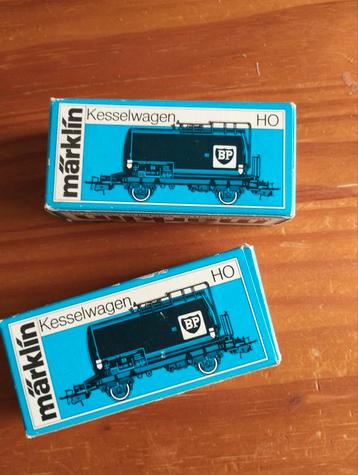 märklin
Kesselwagen
HO
BP
märklin
Kesselwagen
HO
BP